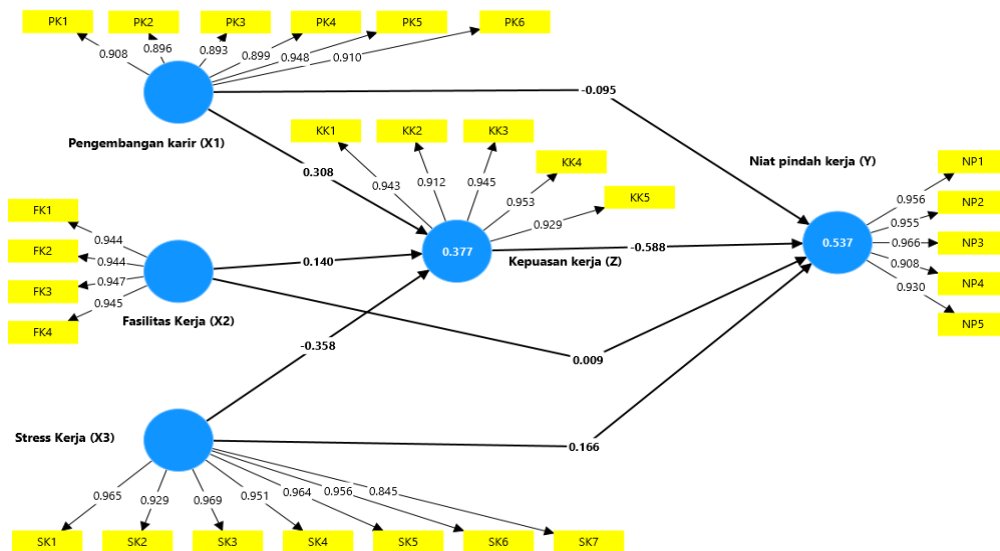 PK1 PK2 PK3 PK4 PK5 PK6
0.908 0.896 0.893 0.899 0.948 0.910
Pengembangan karir (X1)
-0.095
0.308
KK1 KK2 KK3
KK4
KK5
0.943 0.912 0.945 0.953 0.929
Niat pindah kerja (Y)
NP1
NP2
NP3
NP4
NP5
0.956
0.955
0.966
0.908
0.930
FK1
FK2
FK3
FK4
0.944
0.944
0.947
0.945
Fasilitas Kerja (X2)
0.140
0.377
Kepuasan kerja (Z)
-0.588
0.537
-0.358
0.009
Stress Kerja (X3)
0.166
0.965 0.929 0.969 0.951 0.964 0.956 0.845
SK1 SK2 SK3 SK4 SK5 SK6 SK7